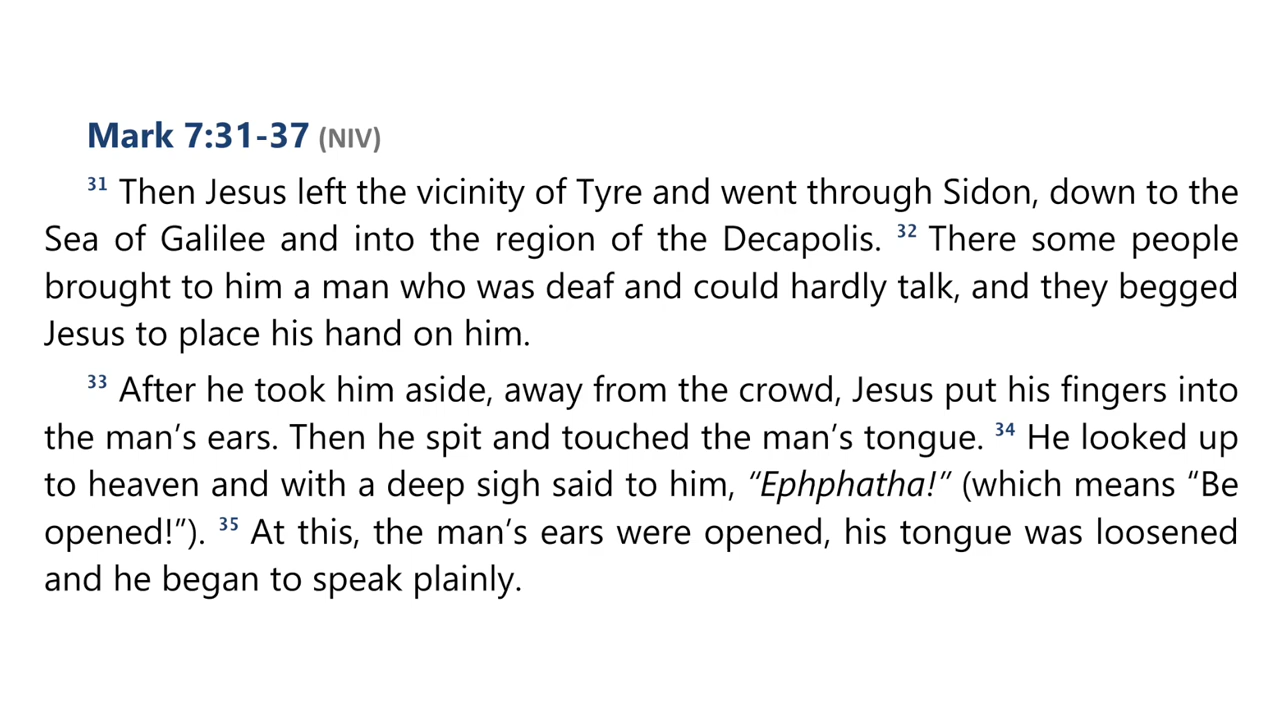 Mark 7:31-37 (NIV)
31 Then Jesus left the vicinity of Tyre and went through Sidon, down to the
Sea of Galilee and into the region of the Decapolis. 32 There some people
brought to him a man who was deaf and could hardly talk, and they begged
Jesus to place his hand on him.
33 After he took him aside, away from the crowd, Jesus put his fingers into
the man’s ears. Then he spit and touched the man’s tongue. 34 He looked up
to heaven and with a deep sigh said to him, “Ephphatha!” (which means “Be
opened!”). 35 At this, the man’s ears were opened, his tongue was loosened
and he began to speak plainly.